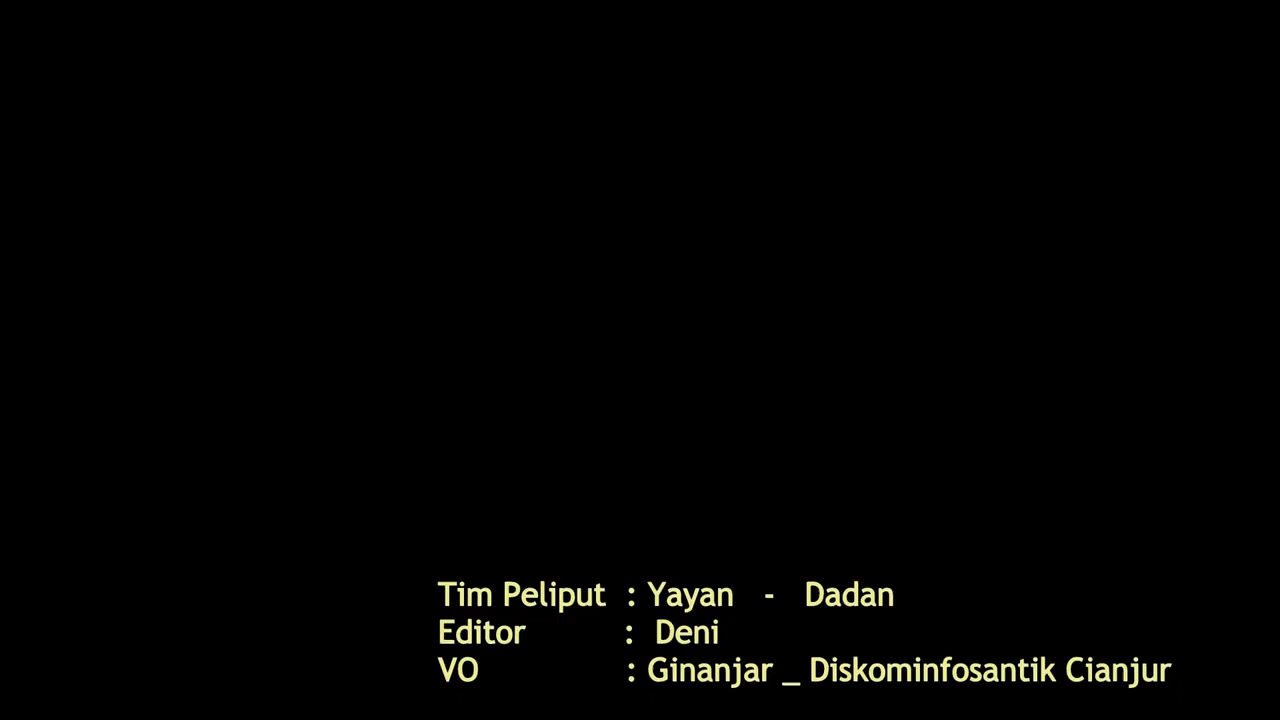 Tim Peliput : Yayan - Dadan
Editor : Deni
VO : Ginanjar _ Diskominfosantik Cianjur